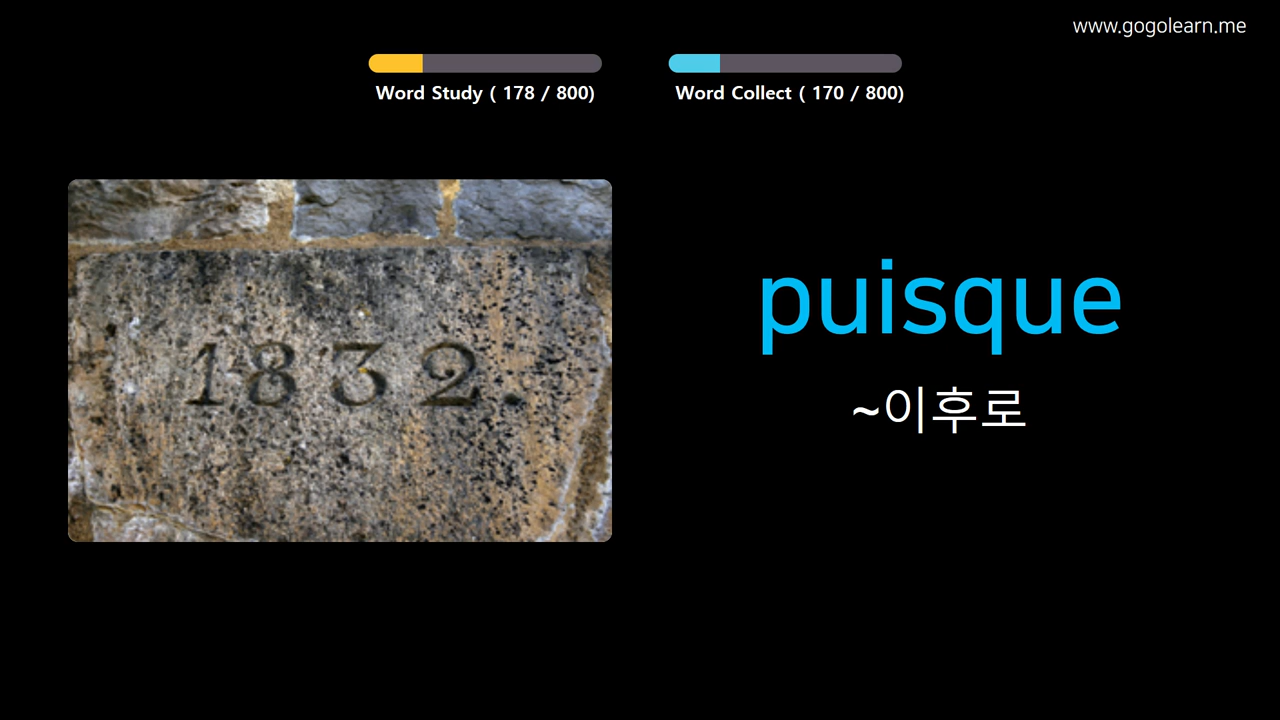 www.gogolearn.me
Word Study ( 178 / 800)
Word Collect ( 170 / 800)
1832.
puisque
~이후로